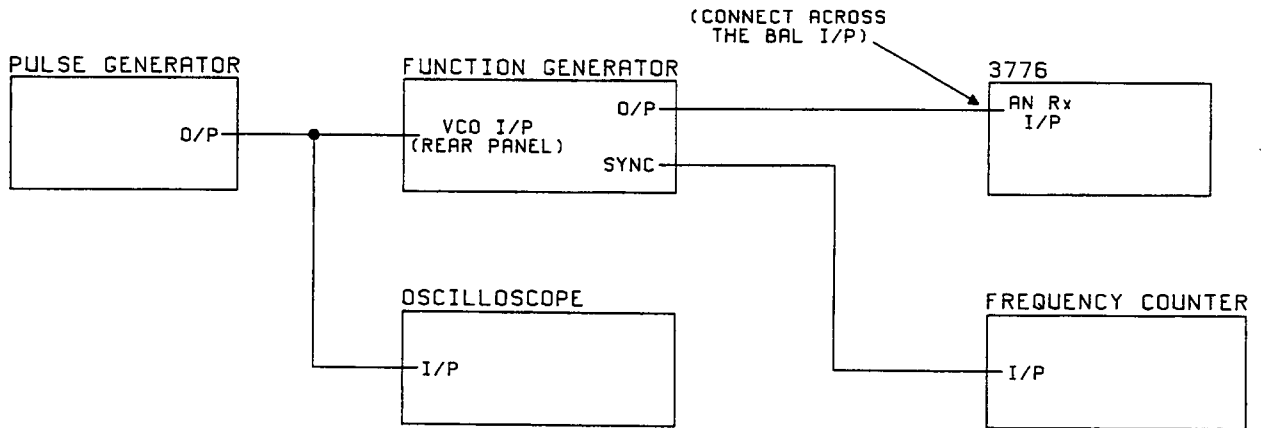 (CONNECT ACROSS
THE BAL I/P)
PULSE GENERATOR
O/P
FUNCTION GENERATOR
O/P
VCO I/P
(REAR PANEL)
SYNC
3776
AN Rx
I/P
OSCILLOSCOPE
I/P
FREQUENCY COUNTER
I/P